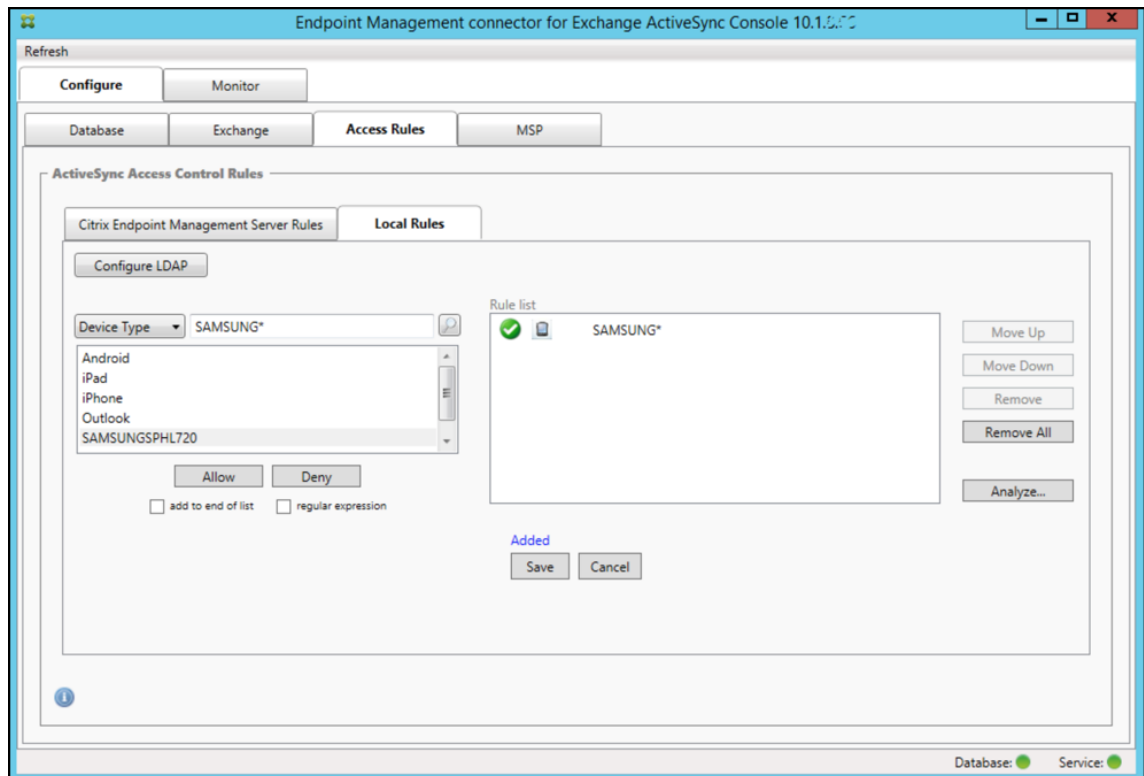 Endpoint Management connector for Exchange ActiveSync Console
Refresh
Configure Monitor
Database Exchange Access Rules MSP
ActiveSync Access Control Rules
Citrix Endpoint Management Server Rules Local Rules
Configure LDAP
Rule list
Device Type SAMSUNG* SAMSUNG* Move Up
Android
iPad Move Down
iPhone Remove
Outlook
SAMSUNGSPHL720 Remove All
Allow Deny Analyze...
add to end of list regular expression
Added
Save Cancel
Database: Service: